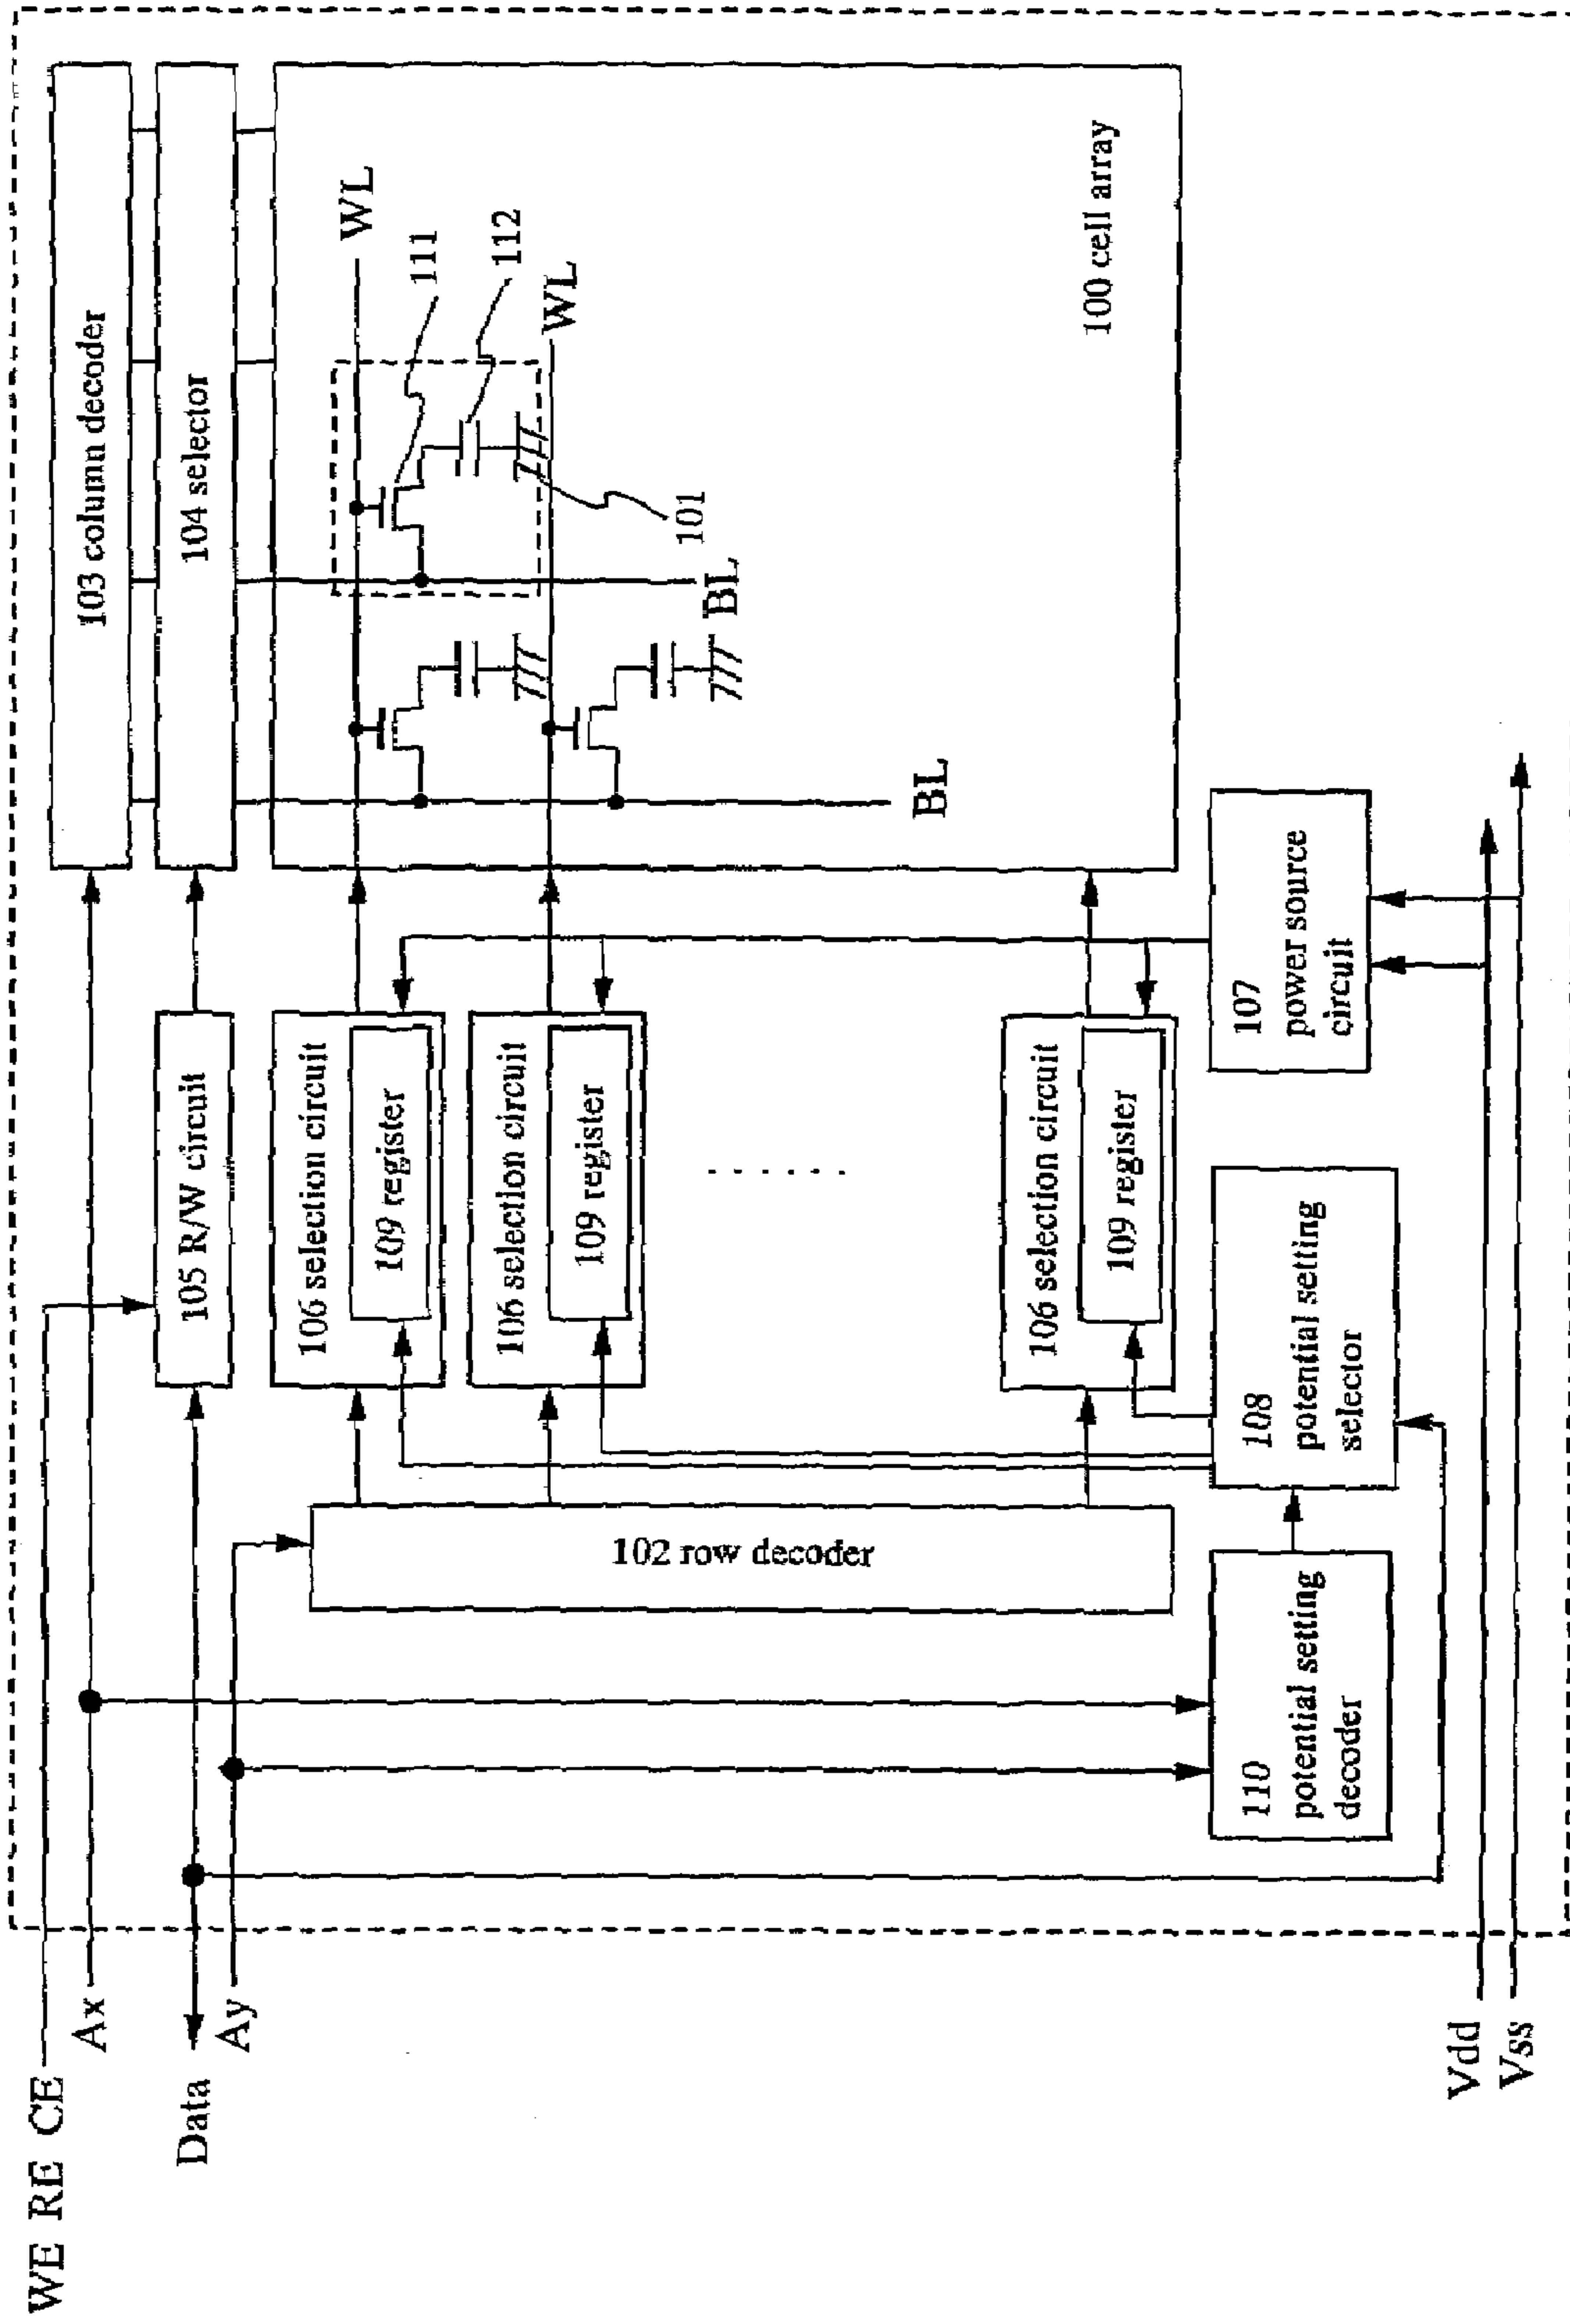 WE RE CE
Ax
Data
Ay
Vdd
Vss
103 column decoder
104 selector
105 R/W circuit
106 selection circuit
109 register
106 selection circuit
109 register
......
106 selection circuit
109 register
102 row decoder
110
potential setting
decoder
108
potential setting
selector
107
power source
circuit
WL
111
112
WL
101
BL
BL
100 cell array